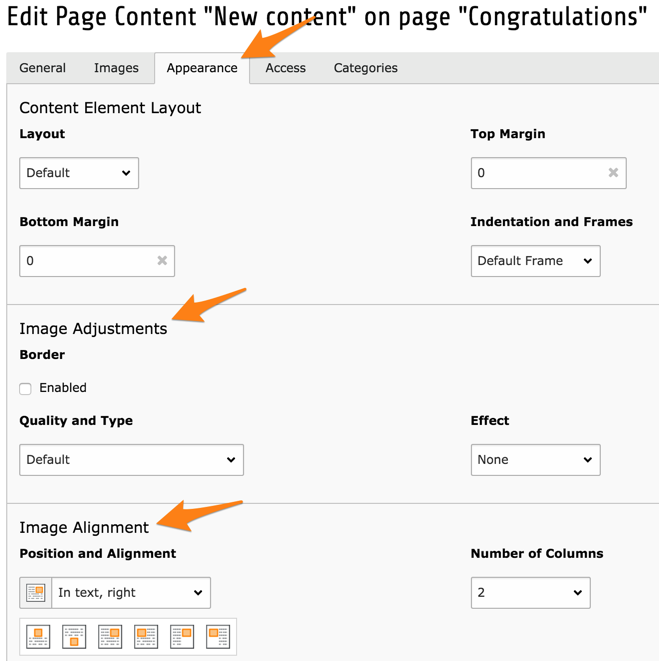 Edit Page Content "New content" on page "Congratulations"
General Images Appearance Access Categories
Content Element Layout
Layout Top Margin
Default 0
Bottom Margin Indentation and Frames
0 Default Frame
Image Adjustments
Border
Enabled
Quality and Type Effect
Default None
Image Alignment
Position and Alignment Number of Columns
In text, right 2